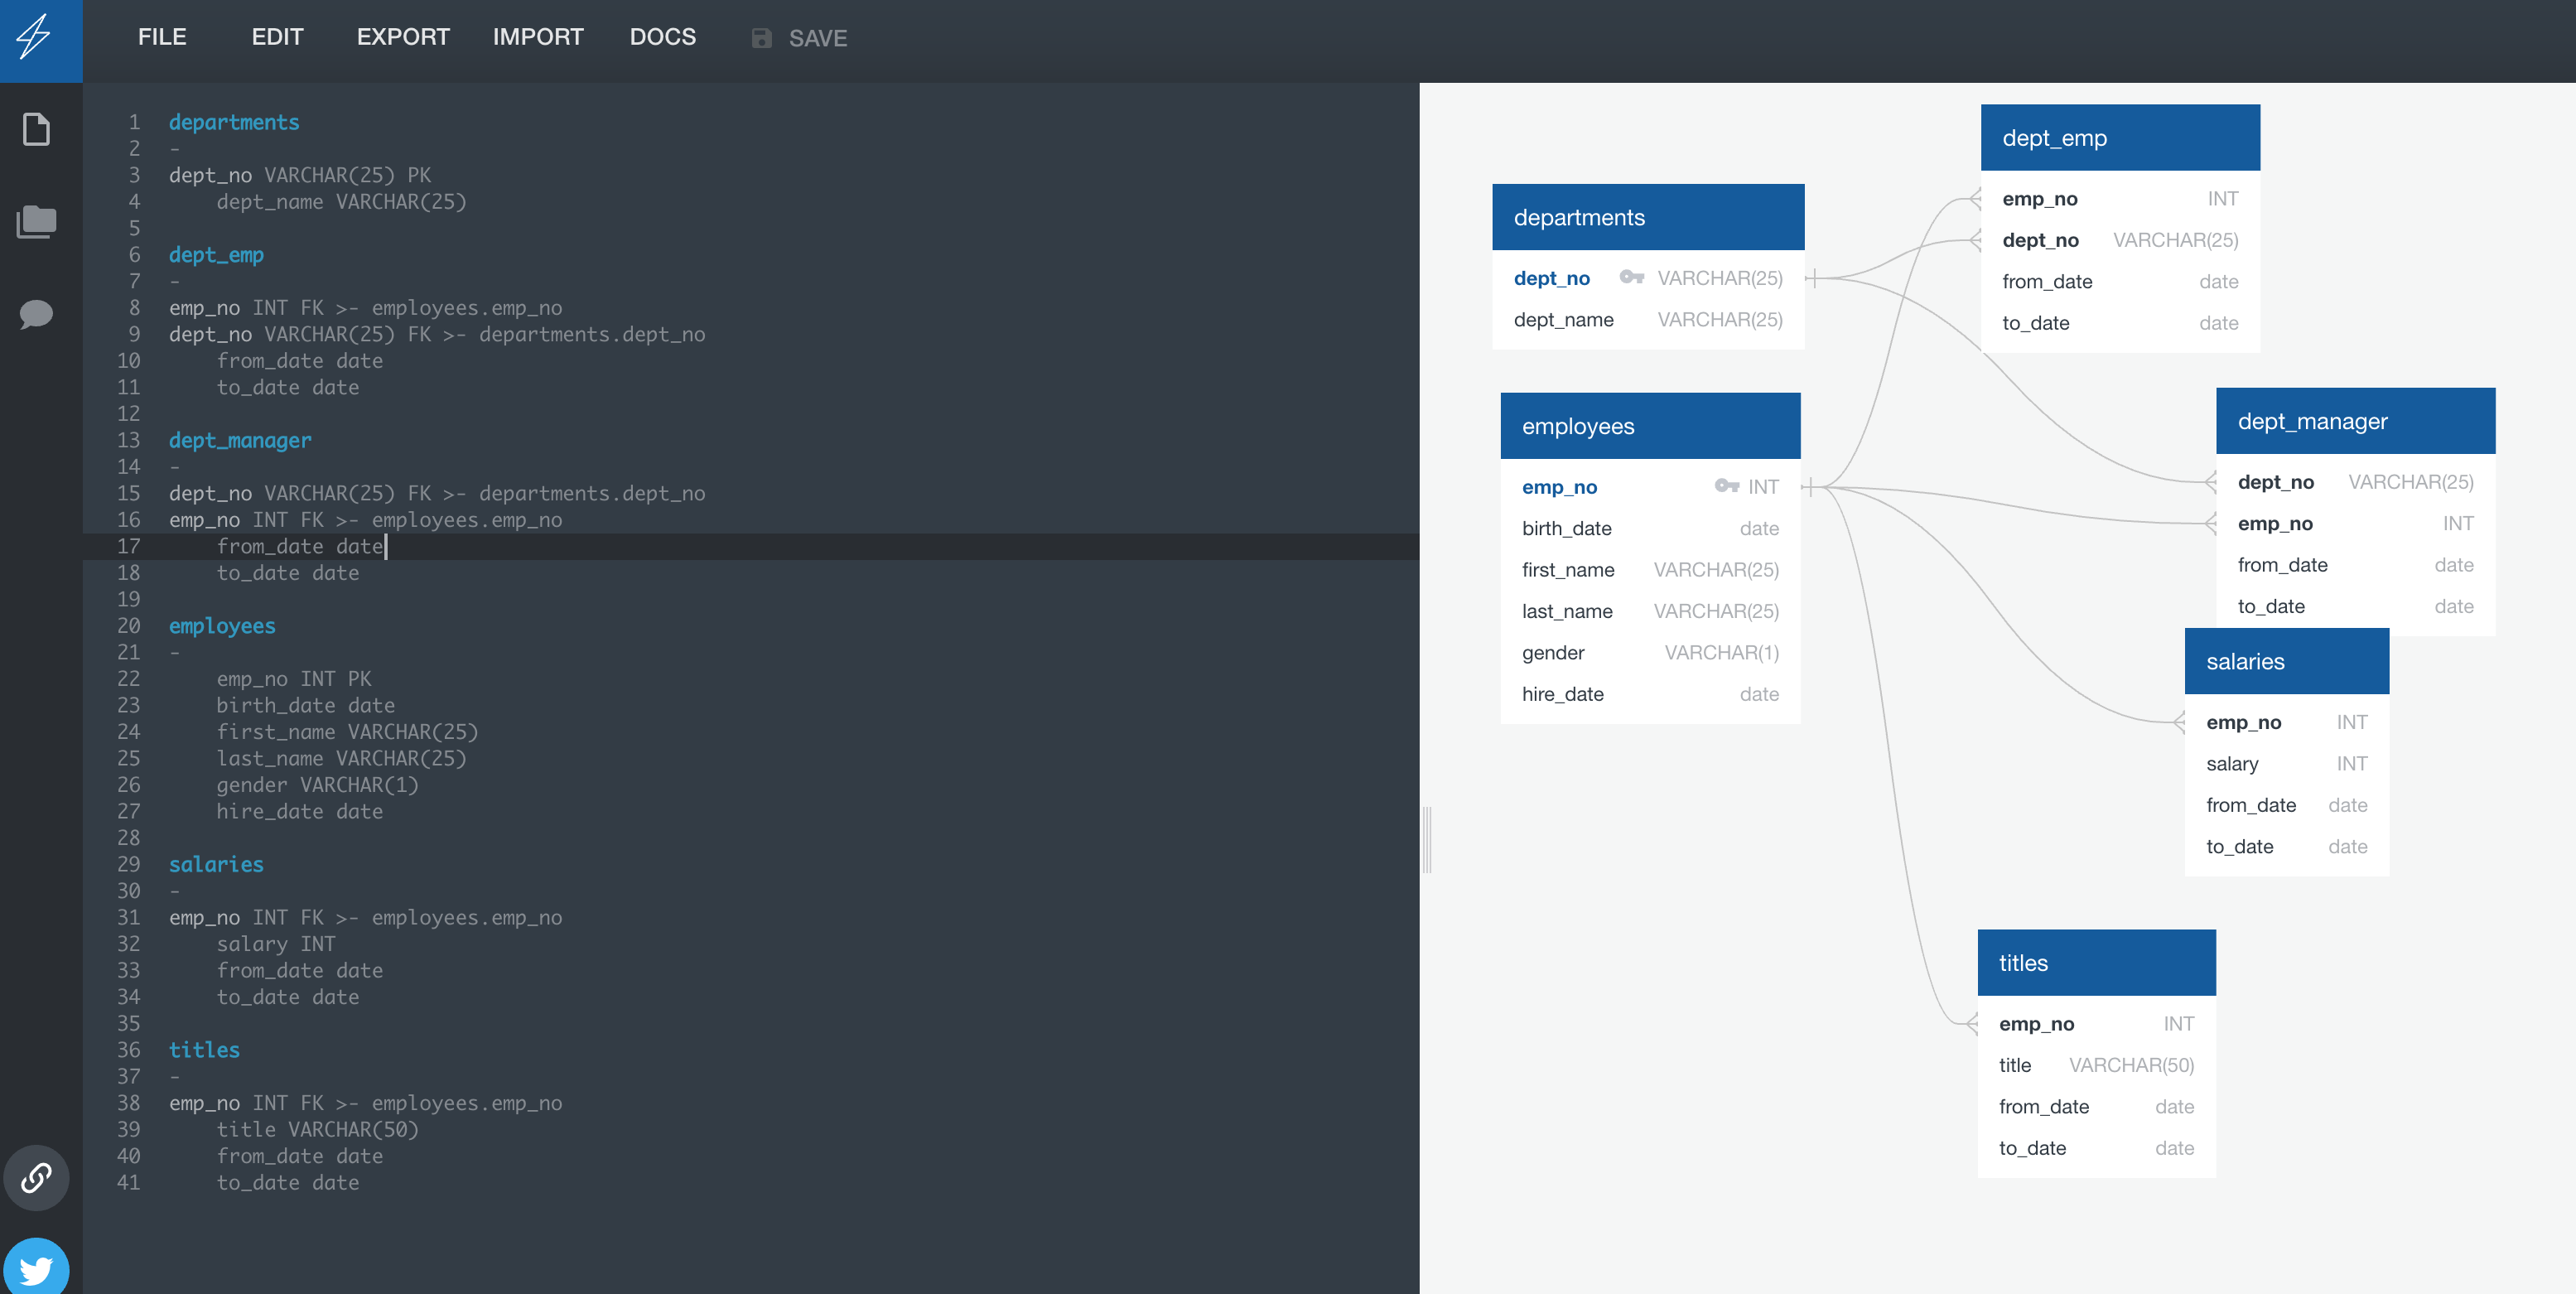 FILE EDIT EXPORT IMPORT DOCS SAVE
1 departments
2 -
3 dept_no VARCHAR(25) PK
4 dept_name VARCHAR(25)
5
6 dept_emp
7 -
8 emp_no INT FK >- employees.emp_no
9 dept_no VARCHAR(25) FK >- departments.dept_no
10 from_date date
11 to_date date
12
13 dept_manager
14 -
15 dept_no VARCHAR(25) FK >- departments.dept_no
16 emp_no INT FK >- employees.emp_no
17 from_date date
18 to_date date
19
20 employees
21 -
22 emp_no INT PK
23 birth_date date
24 first_name VARCHAR(25)
25 last_name VARCHAR(25)
26 gender VARCHAR(1)
27 hire_date date
28
29 salaries
30 -
31 emp_no INT FK >- employees.emp_no
32 salary INT
33 from_date date
34 to_date date
35
36 titles
37 -
38 emp_no INT FK >- employees.emp_no
39 title VARCHAR(50)
40 from_date date
41 to_date date
departments
dept_no VARCHAR(25)
dept_name VARCHAR(25)
employees
emp_no INT
birth_date date
first_name VARCHAR(25)
last_name VARCHAR(25)
gender VARCHAR(1)
hire_date date
dept_emp
emp_no INT
dept_no VARCHAR(25)
from_date date
to_date date
dept_manager
dept_no VARCHAR(25)
emp_no INT
from_date date
to_date date
salaries
emp_no INT
salary INT
from_date date
to_date date
titles
emp_no INT
title VARCHAR(50)
from_date date
to_date date